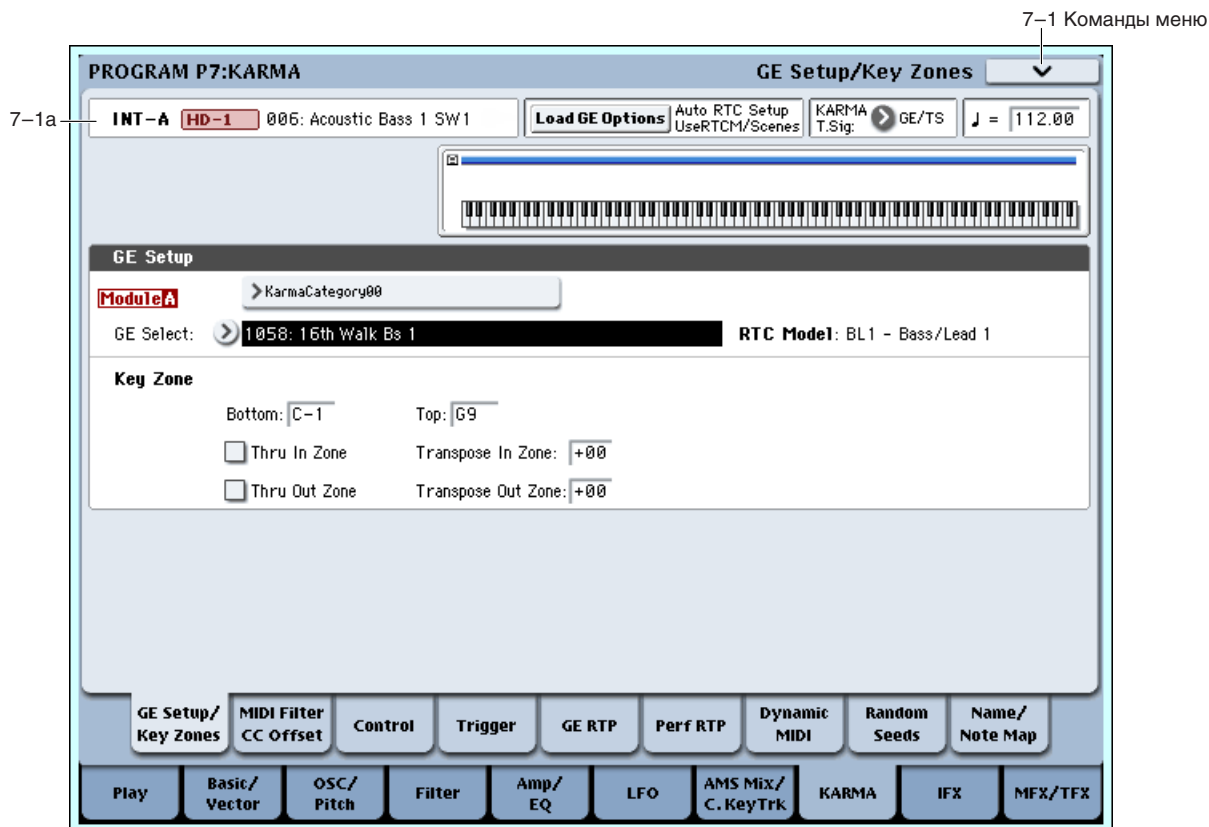 7–1 Команды меню
PROGRAM P7:KARMA GE Setup/Key Zones
7–1a
INT-A HD-1 006: Acoustic Bass 1 SW1 Load GE Options Auto RTC Setup UseRTCM/Scenes KARMA T.Sig: GE/TS ♩ = 112.00
GE Setup
Module A KarmaCategory00
GE Select: 1058: 16th Walk Bs 1 RTC Model: BL1 - Bass/Lead 1
Key Zone
Bottom: C-1 Top: G9
Thru In Zone Transpose In Zone: +00
Thru Out Zone Transpose Out Zone: +00
GE Setup/ Key Zones MIDI Filter CC Offset Control Trigger GE RTP Perf RTP Dynamic MIDI Random Seeds Name/ Note Map
Play Basic/ Vector OSC/ Pitch Filter Amp/ EQ LFO AMS Mix/ C.KeyTrk KARMA IFX MFX/TFX